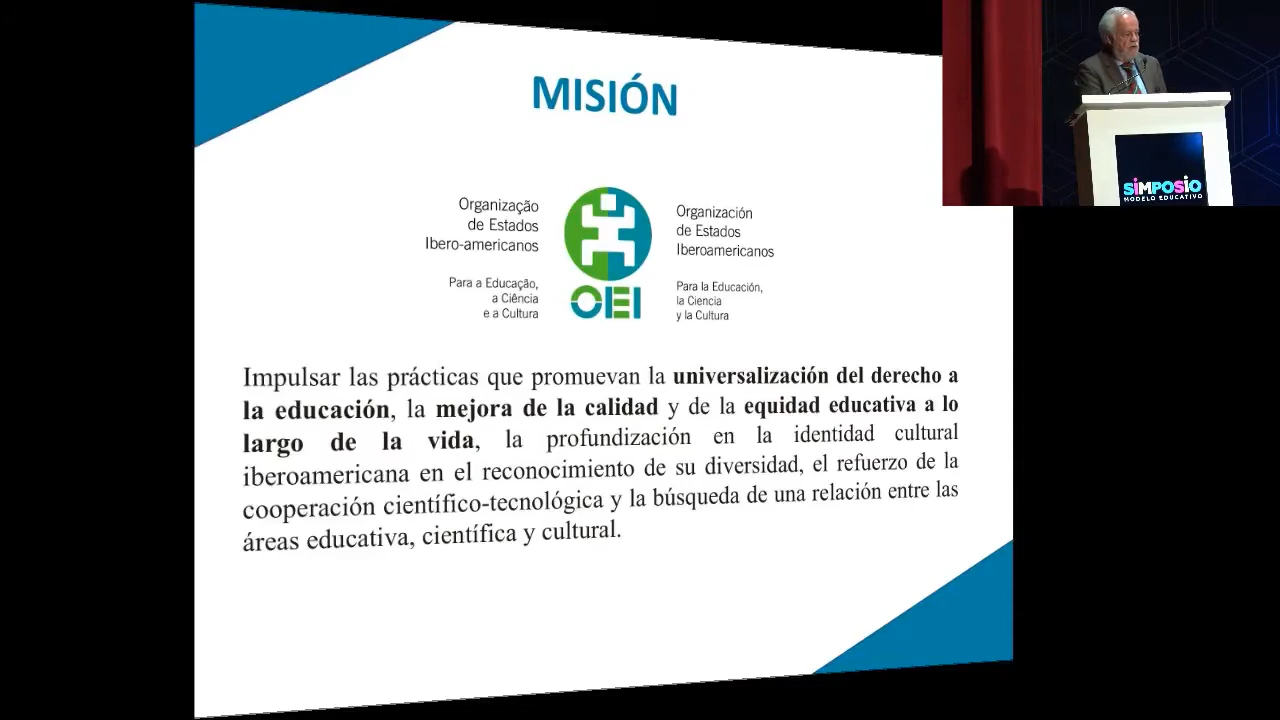 MISIÓN
Organização
de Estados
Ibero-americanos
Para a Educação,
a Ciência
e a Cultura
OEI
Organización
de Estados
Iberoamericanos
Para la Educación,
la Ciencia
y la Cultura
Impulsar las prácticas que promuevan la universalización del derecho a
la educación, la mejora de la calidad y de la equidad educativa a lo
largo de la vida, la profundización en la identidad cultural
iberoamericana en el reconocimiento de su diversidad, el refuerzo de la
cooperación científico-tecnológica y la búsqueda de una relación entre las
áreas educativa, científica y cultural.
SiMPOSiO
MODELO EDUCATIVO